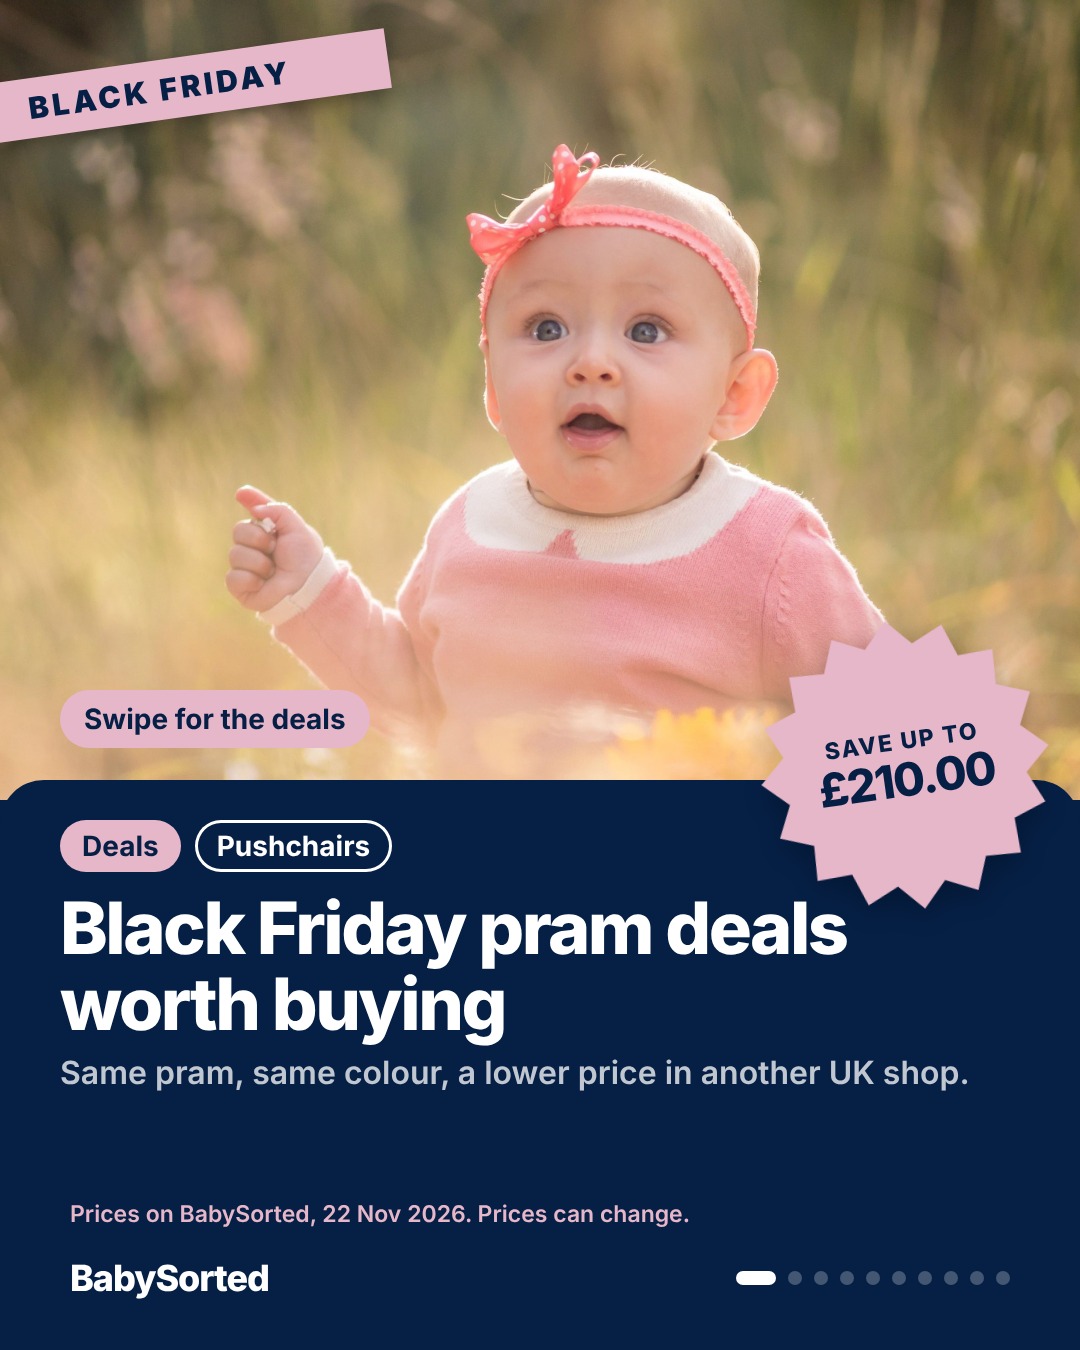 BLACK FRIDAY
Swipe for the deals
SAVE UP TO
£210.00
Deals
Pushchairs
Black Friday pram deals
worth buying
Same pram, same colour, a lower price in another UK shop.
Prices on BabySorted, 22 Nov 2026. Prices can change.
BabySorted